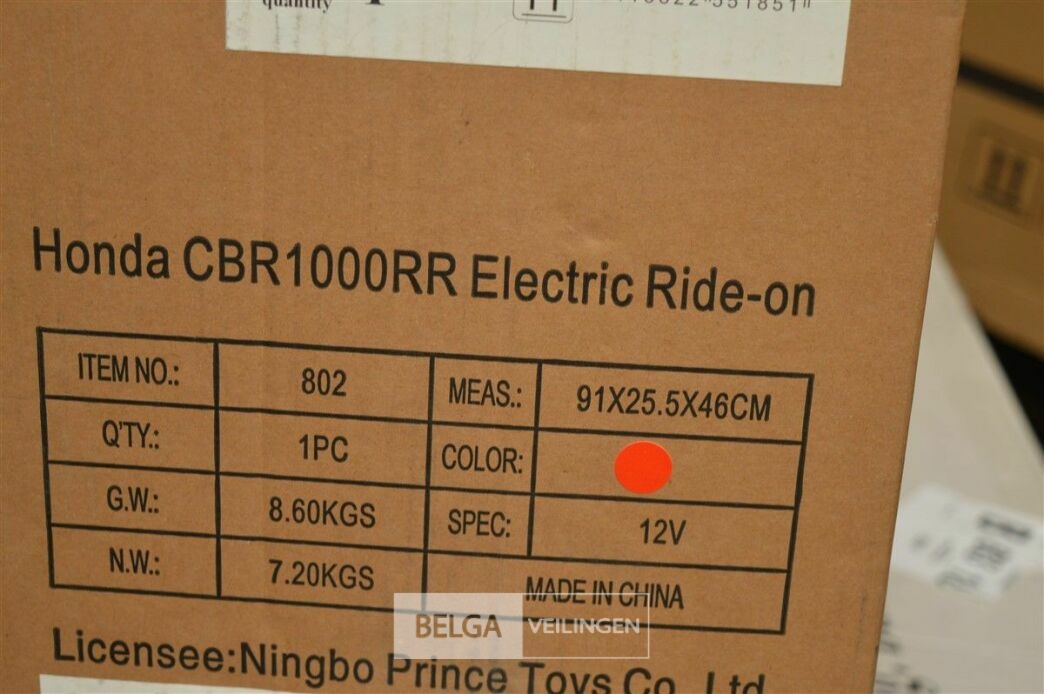 quantity
Honda CBR1000RR Electric Ride-on
ITEM NO.: 802 MEAS.: 91X25.5X46CM
Q'TY.: 1PC COLOR:
G.W.: 8.60KGS SPEC: 12V
N.W.: 7.20KGS MADE IN CHINA
BELGA VEILINGEN
Licensee:Ningbo Prince Toys Co., Ltd.